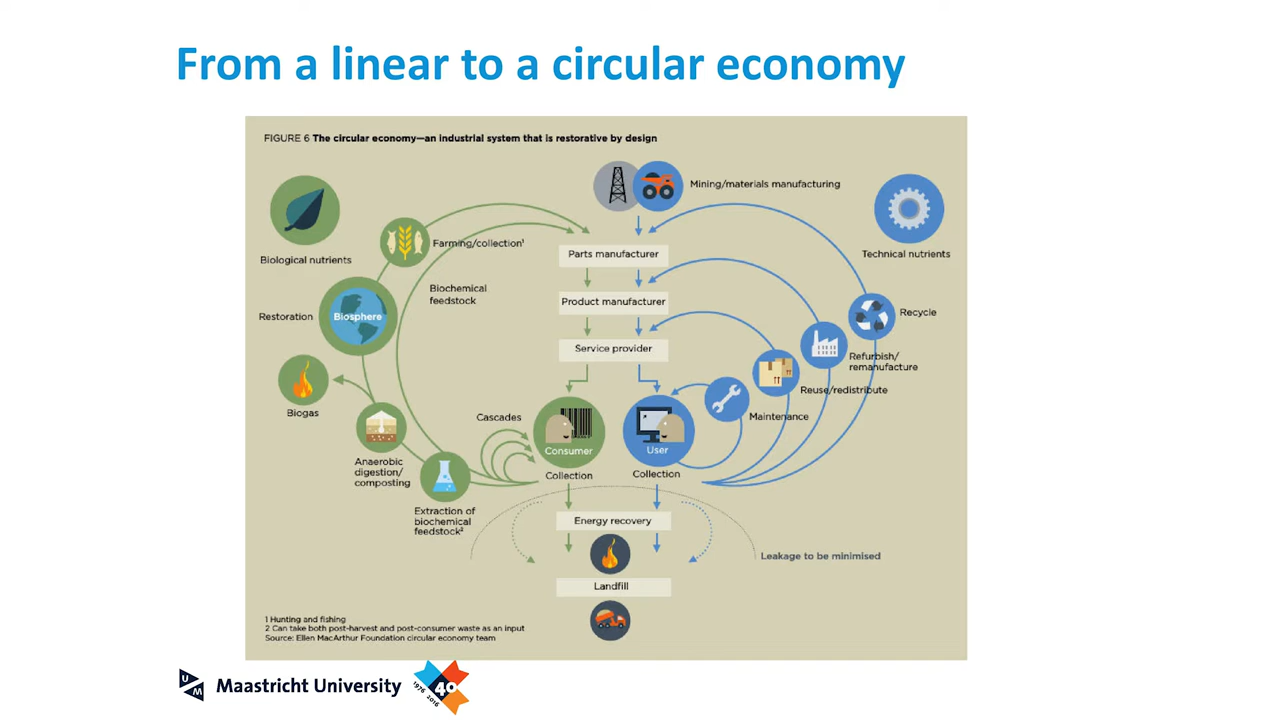 From a linear to a circular economy
FIGURE 6 The circular economy—an industrial system that is restorative by design
Mining/materials manufacturing
Biological nutrients
Technical nutrients
Farming/collection¹
Parts manufacturer
Biochemical
feedstock
Product manufacturer
Restoration
Biosphere
Recycle
Service provider
Refurbish/
remanufacture
Reuse/redistribute
Biogas
Cascades
Maintenance
Consumer
User
Anaerobic
digestion/
composting
Collection
Collection
Extraction of
biochemical
feedstock²
Energy recovery
Leakage to be minimised
Landfill
1 Hunting and fishing
2 Can take both post-harvest and post-consumer waste as an input
Source: Ellen MacArthur Foundation circular economy team
UM
Maastricht University
1976 2016
40